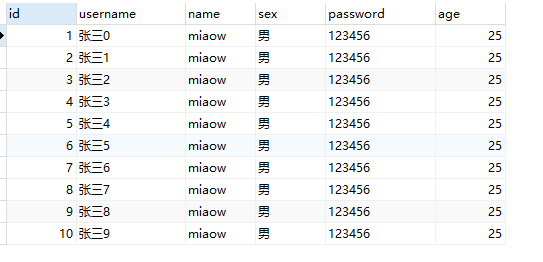 id username name sex password age
1 张三0 miaow 男 123456 25
2 张三1 miaow 男 123456 25
3 张三2 miaow 男 123456 25
4 张三3 miaow 男 123456 25
5 张三4 miaow 男 123456 25
6 张三5 miaow 男 123456 25
7 张三6 miaow 男 123456 25
8 张三7 miaow 男 123456 25
9 张三8 miaow 男 123456 25
10 张三9 miaow 男 123456 25